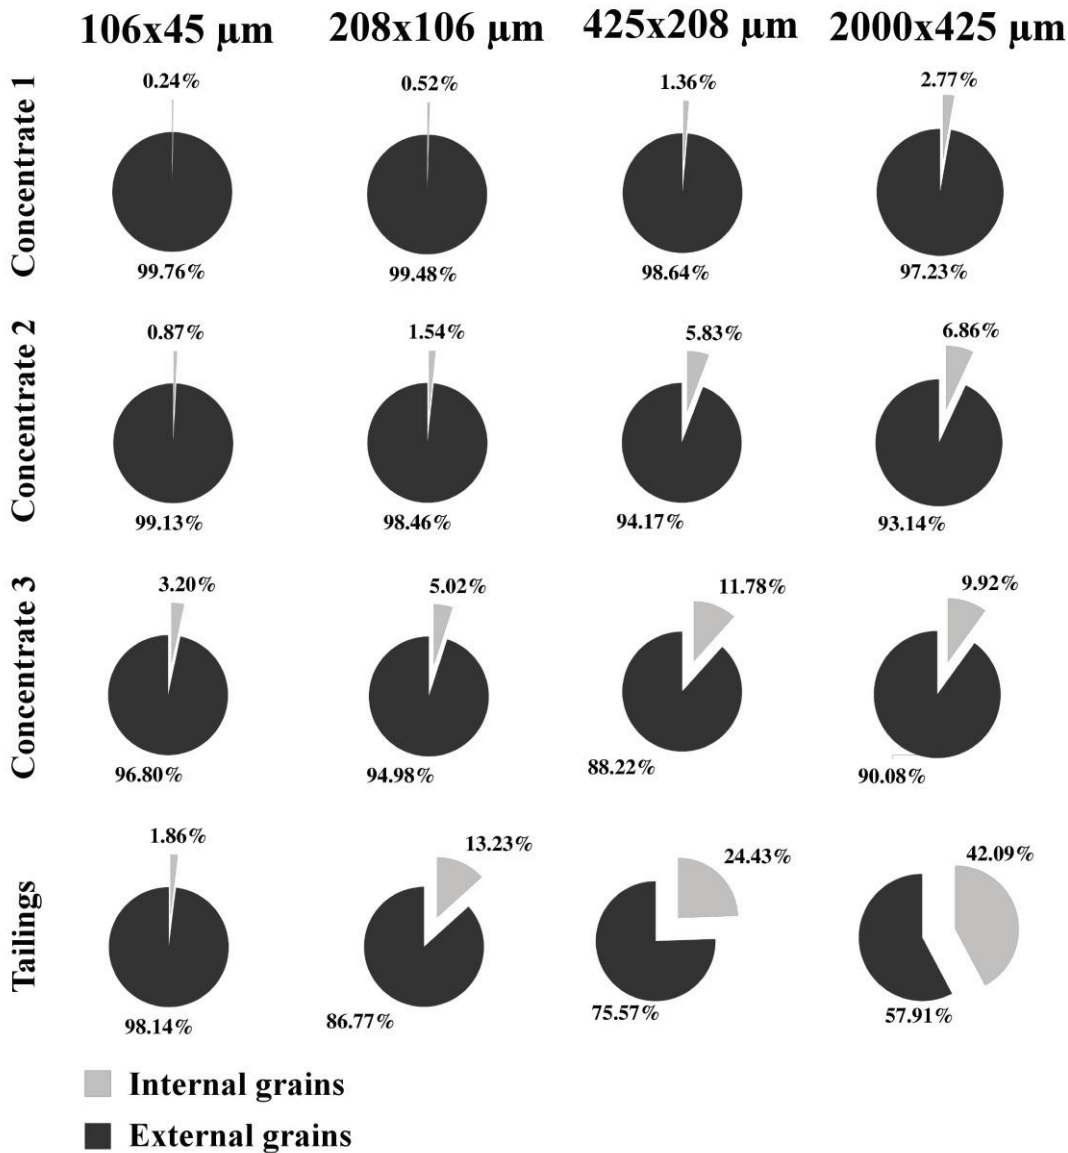 106x45 μm 208x106 μm 425x208 μm 2000x425 μm
Concentrate 1
0.24% 0.52% 1.36% 2.77%
99.76% 99.48% 98.64% 97.23%
Concentrate 2
0.87% 1.54% 5.83% 6.86%
99.13% 98.46% 94.17% 93.14%
Concentrate 3
3.20% 5.02% 11.78% 9.92%
96.80% 94.98% 88.22% 90.08%
Tailings
1.86% 13.23% 24.43% 42.09%
98.14% 86.77% 75.57% 57.91%
Internal grains
External grains